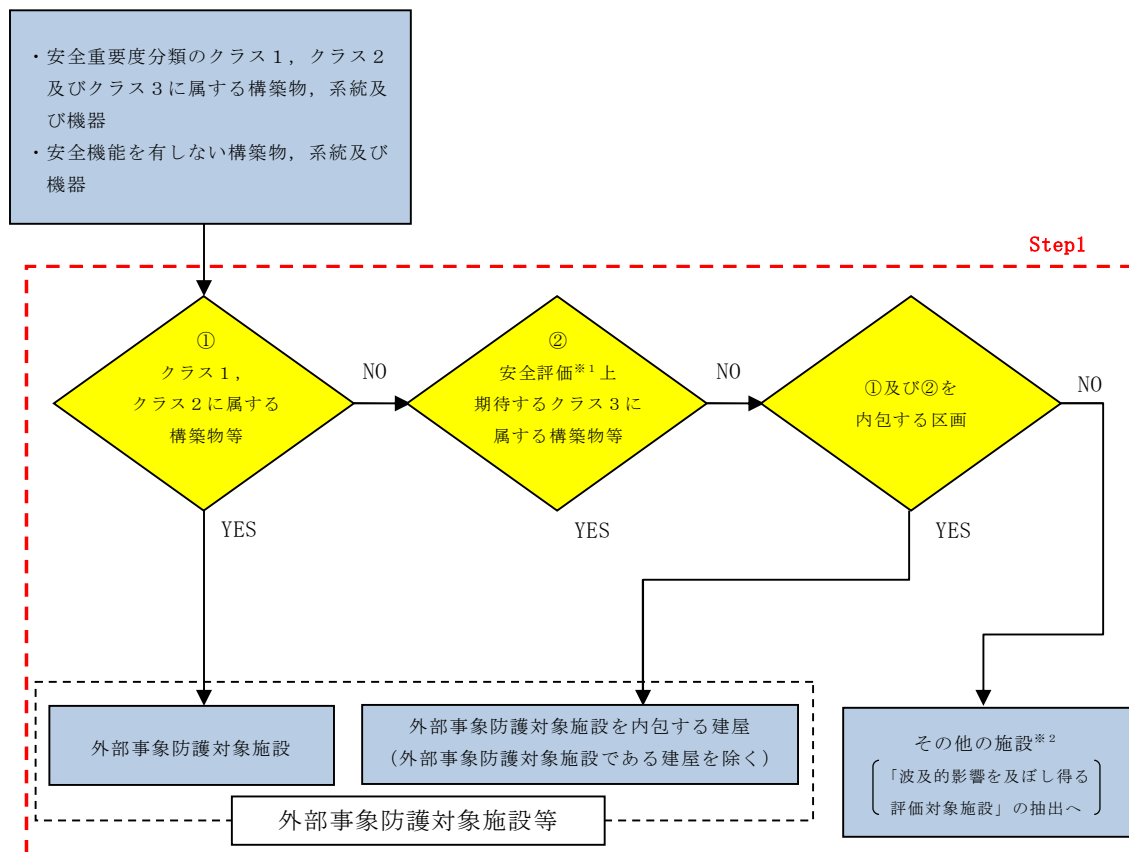 ・安全重要度分類のクラス１，クラス２
及びクラス３に属する構築物，系統及
び機器
・安全機能を有しない構築物，系統及び
機器
Step1
①
クラス１，
クラス２に属する
構築物等
NO
②
安全評価※１上
期待するクラス３に
属する構築物等
NO
①及び②を
内包する区画
NO
YES
YES
YES
外部事象防護対象施設
外部事象防護対象施設を内包する建屋
（外部事象防護対象施設である建屋を除く）
その他の施設※２
「波及的影響を及ぼし得る
評価対象施設」の抽出へ
外部事象防護対象施設等